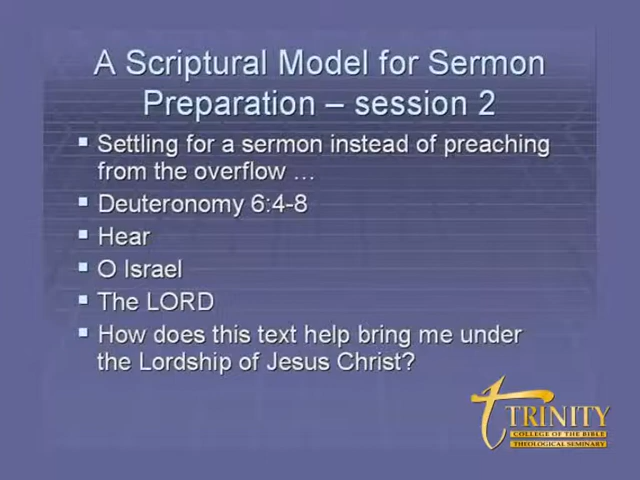 A Scriptural Model for Sermon
Preparation – session 2
Settling for a sermon instead of preaching
from the overflow …
Deuteronomy 6:4-8
Hear
O Israel
The LORD
How does this text help bring me under
the Lordship of Jesus Christ?
TRINITY
COLLEGE OF THE BIBLE
THEOLOGICAL SEMINARY